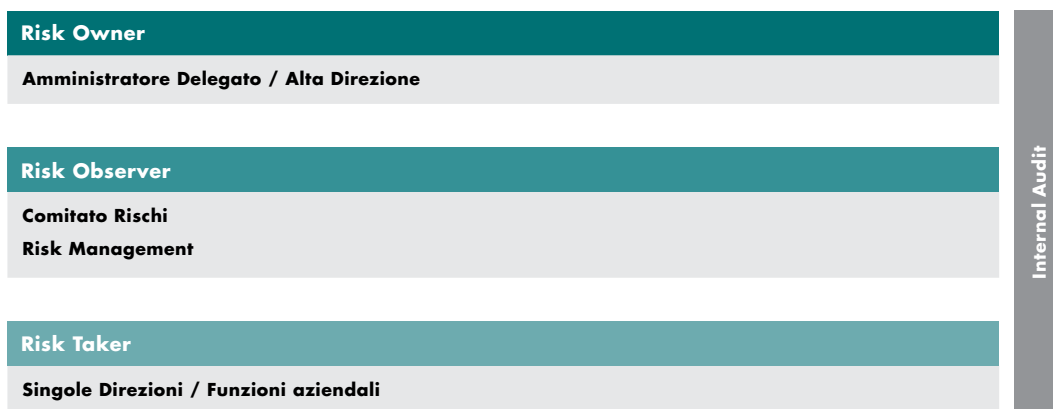 Risk Owner
Amministratore Delegato / Alta Direzione
Risk Observer
Comitato Rischi
Risk Management
Risk Taker
Singole Direzioni / Funzioni aziendali
Internal Audit